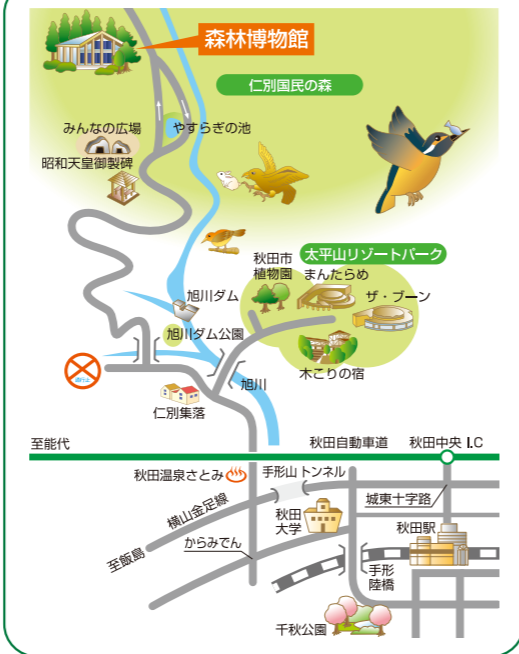 森林博物館
仁別国民の森
みんなの広場
やすらぎの池
昭和天皇御製碑
秋田市
植物園
太平山リゾートパーク
まんたらめ
ザ・ブーン
旭川ダム
旭川ダム公園
木こりの宿
旭川
通行止
仁別集落
至能代
秋田自動車道
秋田中央 I.C
秋田温泉さとみ
手形山トンネル
横山金足線
秋田
大学
城東十字路
秋田駅
至飯島
からみでん
手形
陸橋
千秋公園